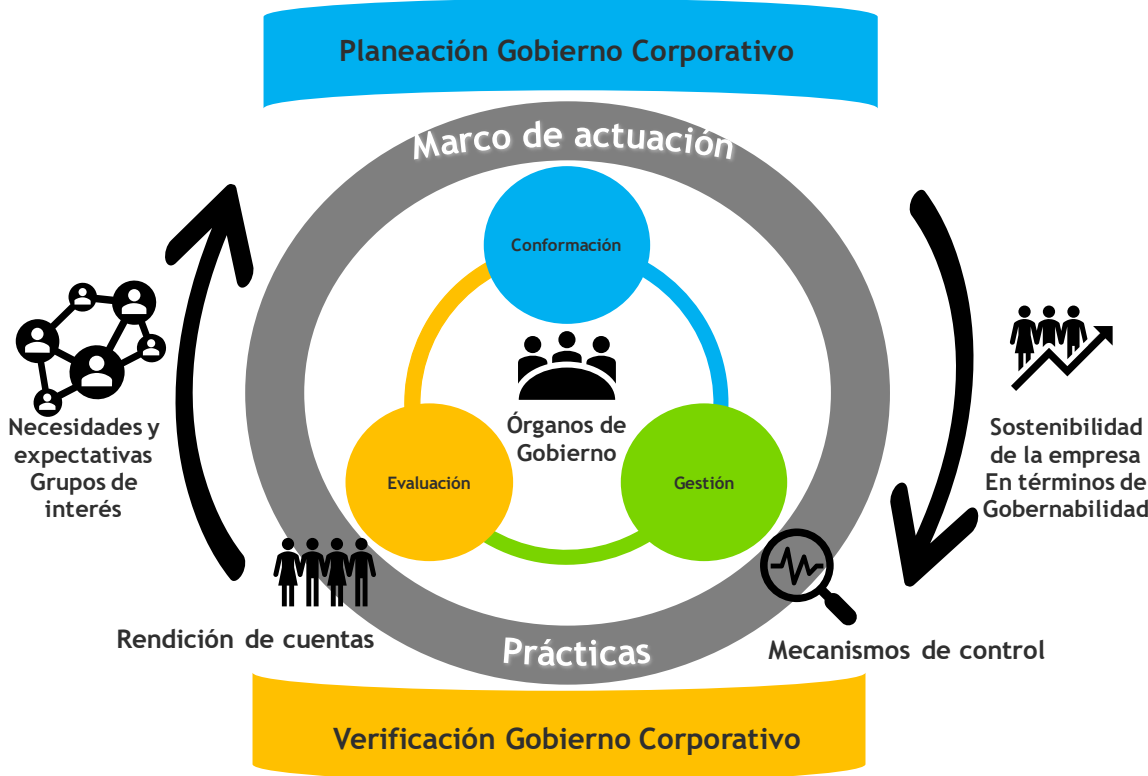 Planeación Gobierno Corporativo
Marco de actuación
Conformación
Órganos de
Gobierno
Evaluación
Gestión
Necesidades y
expectativas
Grupos de
interés
Sostenibilidad
de la empresa
En términos de
Gobernabilidad
Rendición de cuentas
Prácticas
Mecanismos de control
Verificación Gobierno Corporativo